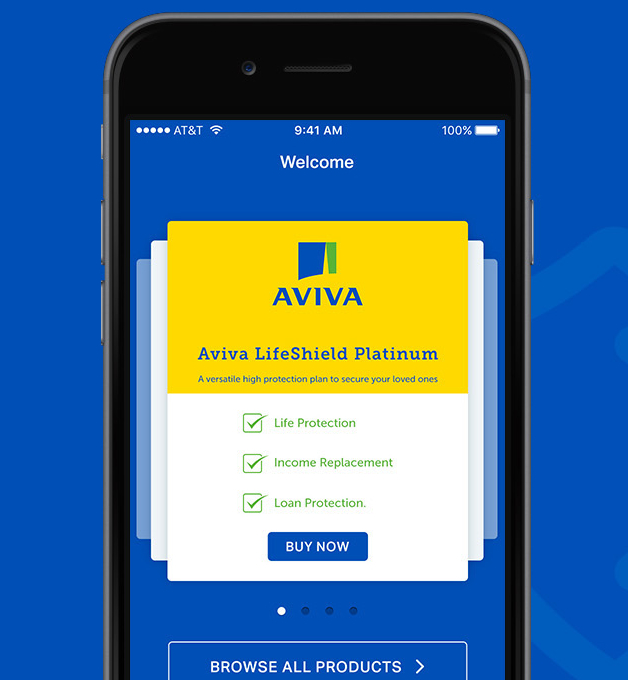 AT&T 9:41 AM 100%
Welcome
AVIVA
Aviva LifeShield Platinum
A versatile high protection plan to secure your loved ones
Life Protection
Income Replacement
Loan Protection.
BUY NOW
BROWSE ALL PRODUCTS